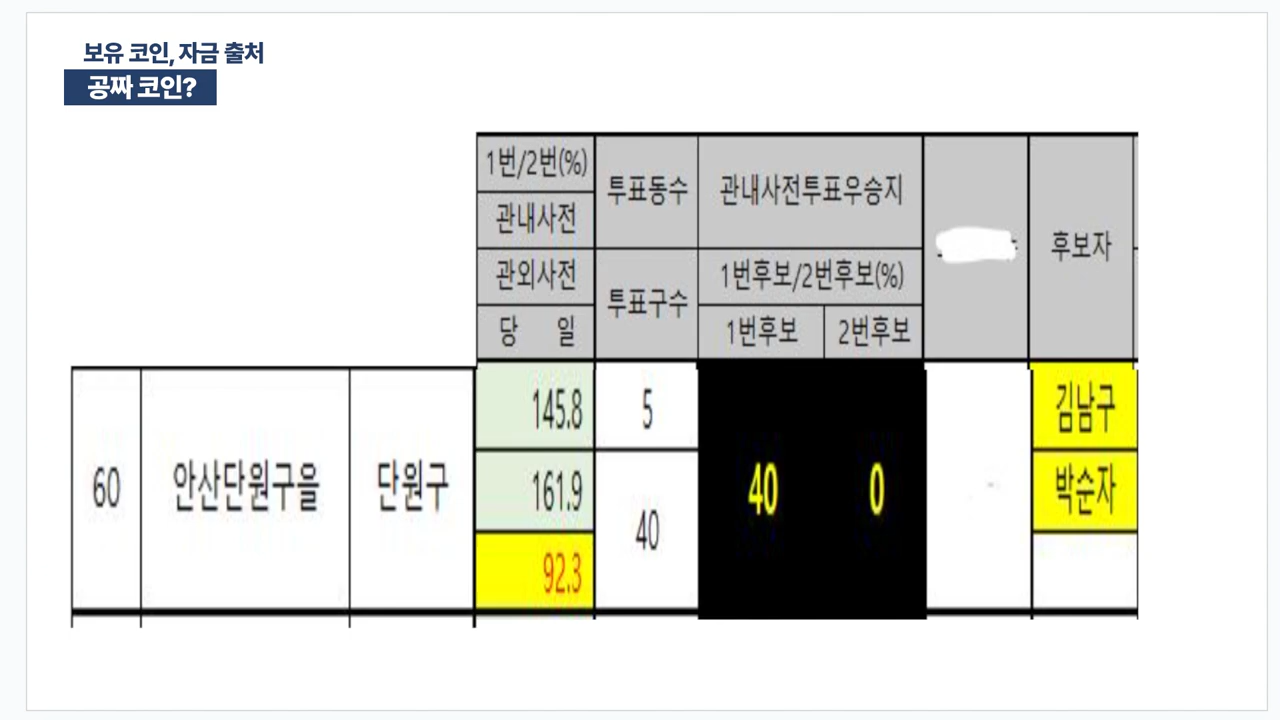 보유 코인, 자금 출처
공짜 코인?
1번/2번(%)
관내사전
관외사전
당 일
투표동수
투표구수
관내사전투표우승지
1번후보/2번후보(%)
1번후보 2번후보
후보자
60 안산단원구을 단원구
145.8
161.9
92.3
5
40
40 0
김남구
박순자